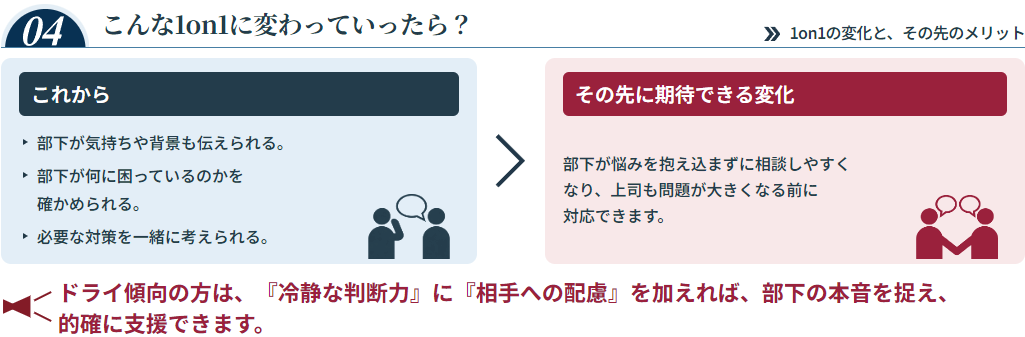 04 こんな1on1に変わっていったら？
1on1の変化と、その先のメリット
これから
部下が気持ちや背景も伝えられる。
部下が何に困っているのかを
確かめられる。
必要な対策を一緒に考えられる。
その先に期待できる変化
部下が悩みを抱え込まずに相談しやすく
なり、上司も問題が大きくなる前に
対応できます。
ドライ傾向の方は、『冷静な判断力』に『相手への配慮』を加えれば、部下の本音を捉え、
的確に支援できます。